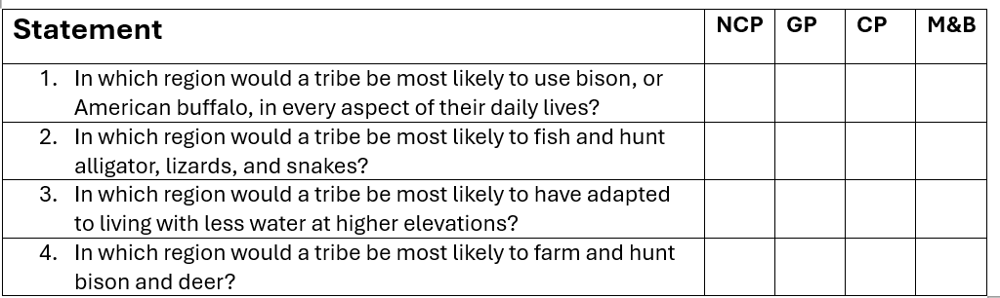 Statement NCP GP CP M&B
1. In which region would a tribe be most likely to use bison, or
American buffalo, in every aspect of their daily lives?
2. In which region would a tribe be most likely to fish and hunt
alligator, lizards, and snakes?
3. In which region would a tribe be most likely to have adapted
to living with less water at higher elevations?
4. In which region would a tribe be most likely to farm and hunt
bison and deer?